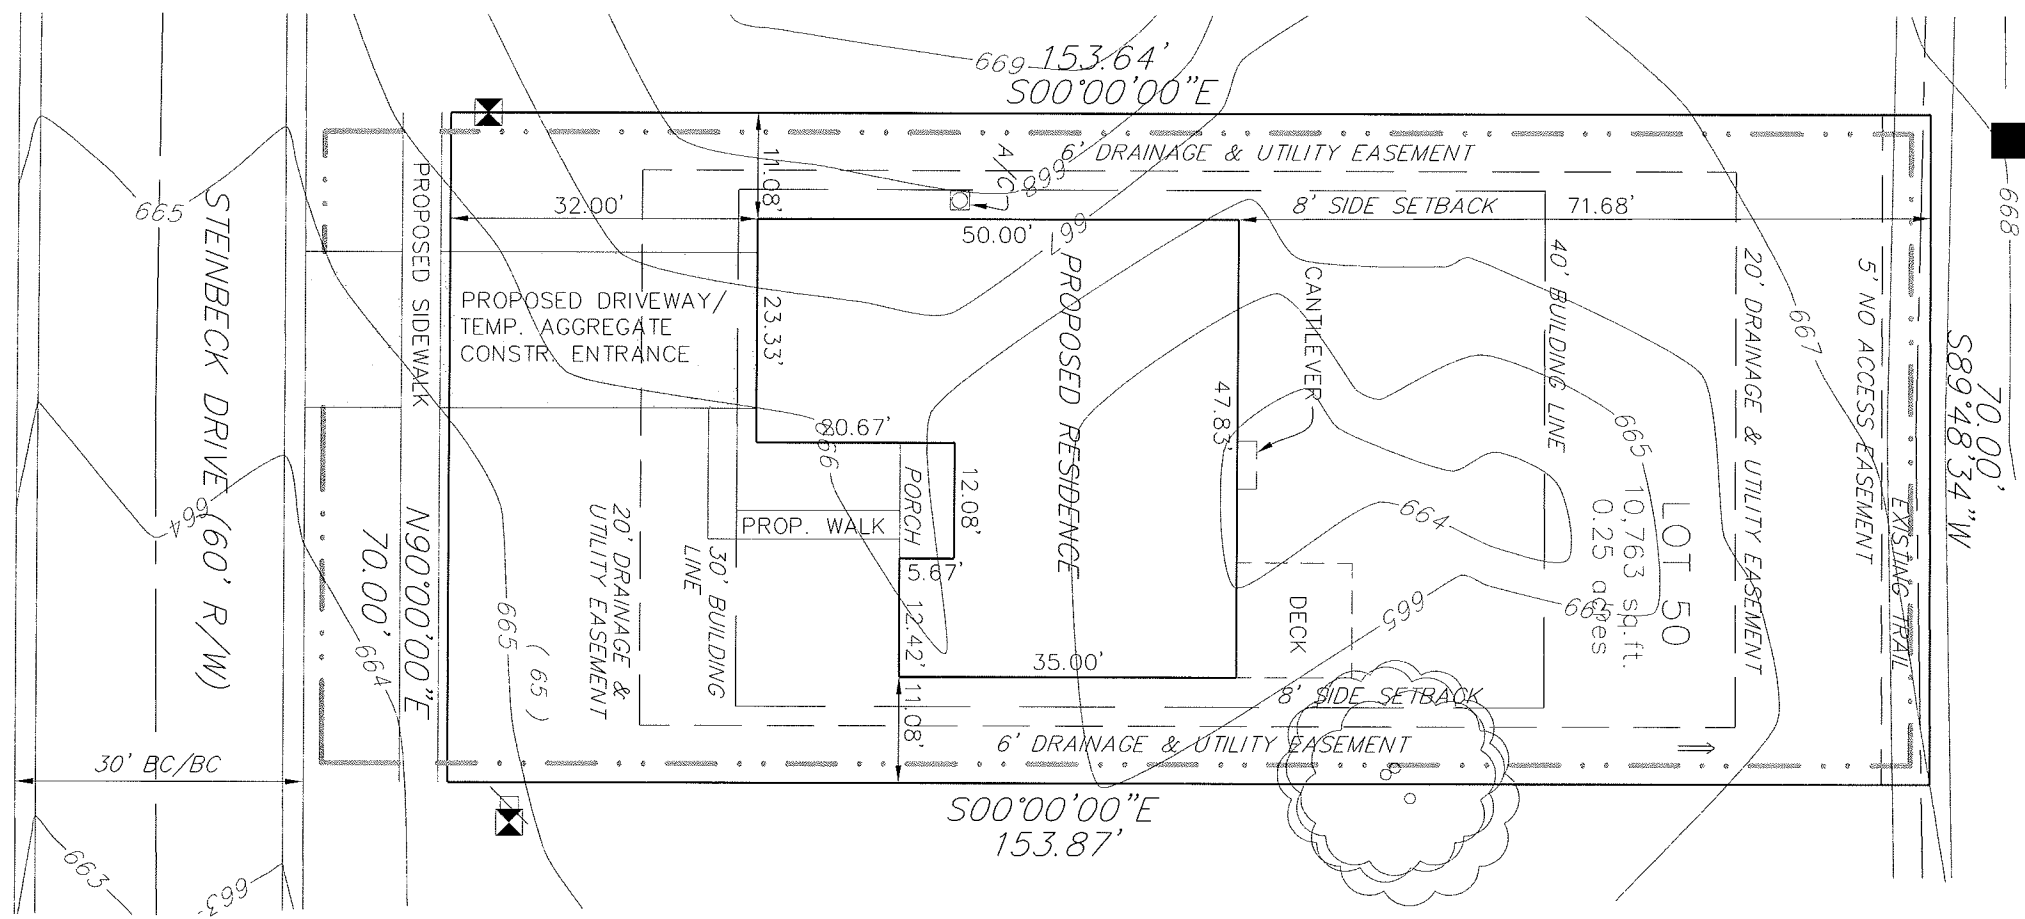 669
153.64'
S00°00'00"E
6' DRAINAGE & UTILITY EASEMENT
A/C
668
668
11.08'
32.00'
8' SIDE SETBACK
71.68'
50.00'
667
665
STEINBECK DRIVE (60' R/W)
PROPOSED SIDEWALK
PROPOSED DRIVEWAY/
TEMP. AGGREGATE
CONSTR. ENTRANCE
23.33'
PROPOSED RESIDENCE
CANTILEVER
47.83'
40' BUILDING LINE
20' DRAINAGE & UTILITY EASEMENT
5' NO ACCESS EASEMENT
667
70.00'
S89°48'34"W
EXISTING TRAIL
20.67'
666
PORCH
12.08'
PROP. WALK
5.67'
12.42'
664
665
LOT 50
10,763 sq.ft.
0.25 acres
664
664
N90°00'00"E
70.00'
665
(65)
20' DRAINAGE &
UTILITY EASEMENT
30' BUILDING
LINE
35.00'
DECK
665
665
11.08'
8' SIDE SETBACK
6' DRAINAGE & UTILITY EASEMENT
30' BC/BC
S00°00'00"E
153.87'
663
663